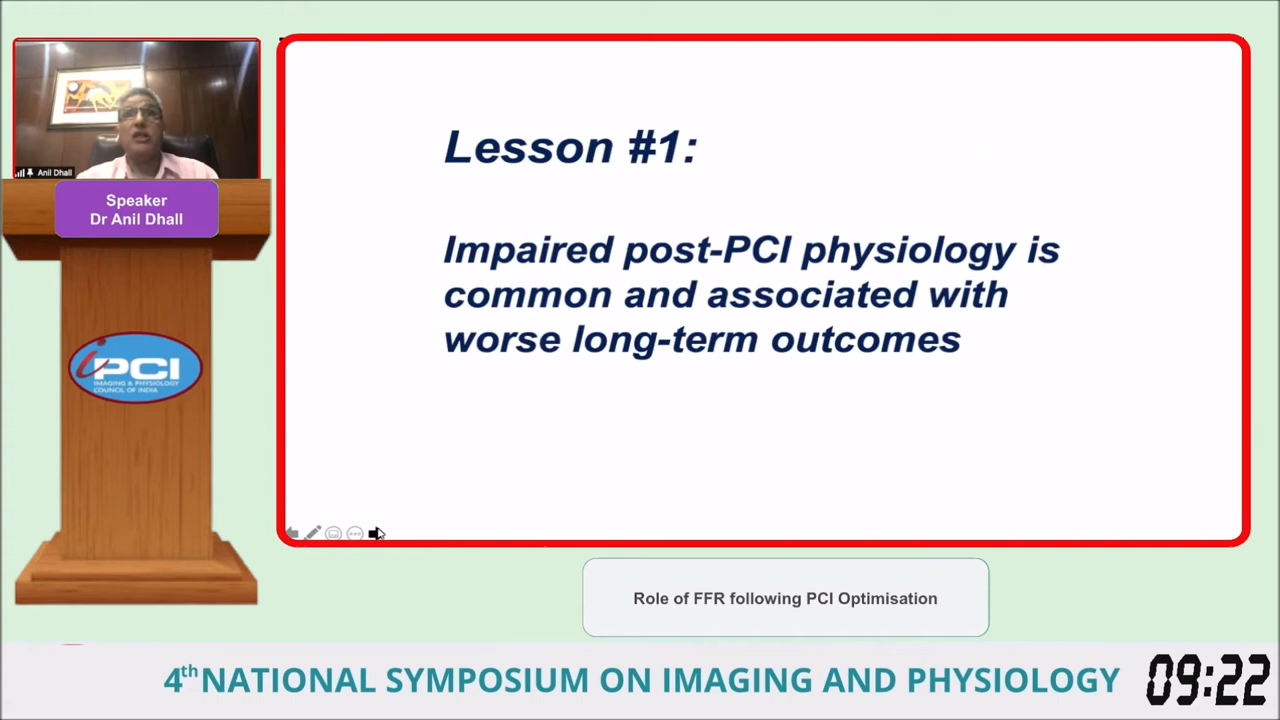 Anil Dhall
Speaker
Dr Anil Dhall
iPCI
IMAGING & PHYSIOLOGY
COUNCIL OF INDIA
Lesson #1:
Impaired post-PCI physiology is
common and associated with
worse long-term outcomes
Role of FFR following PCI Optimisation
4th NATIONAL SYMPOSIUM ON IMAGING AND PHYSIOLOGY
09:22